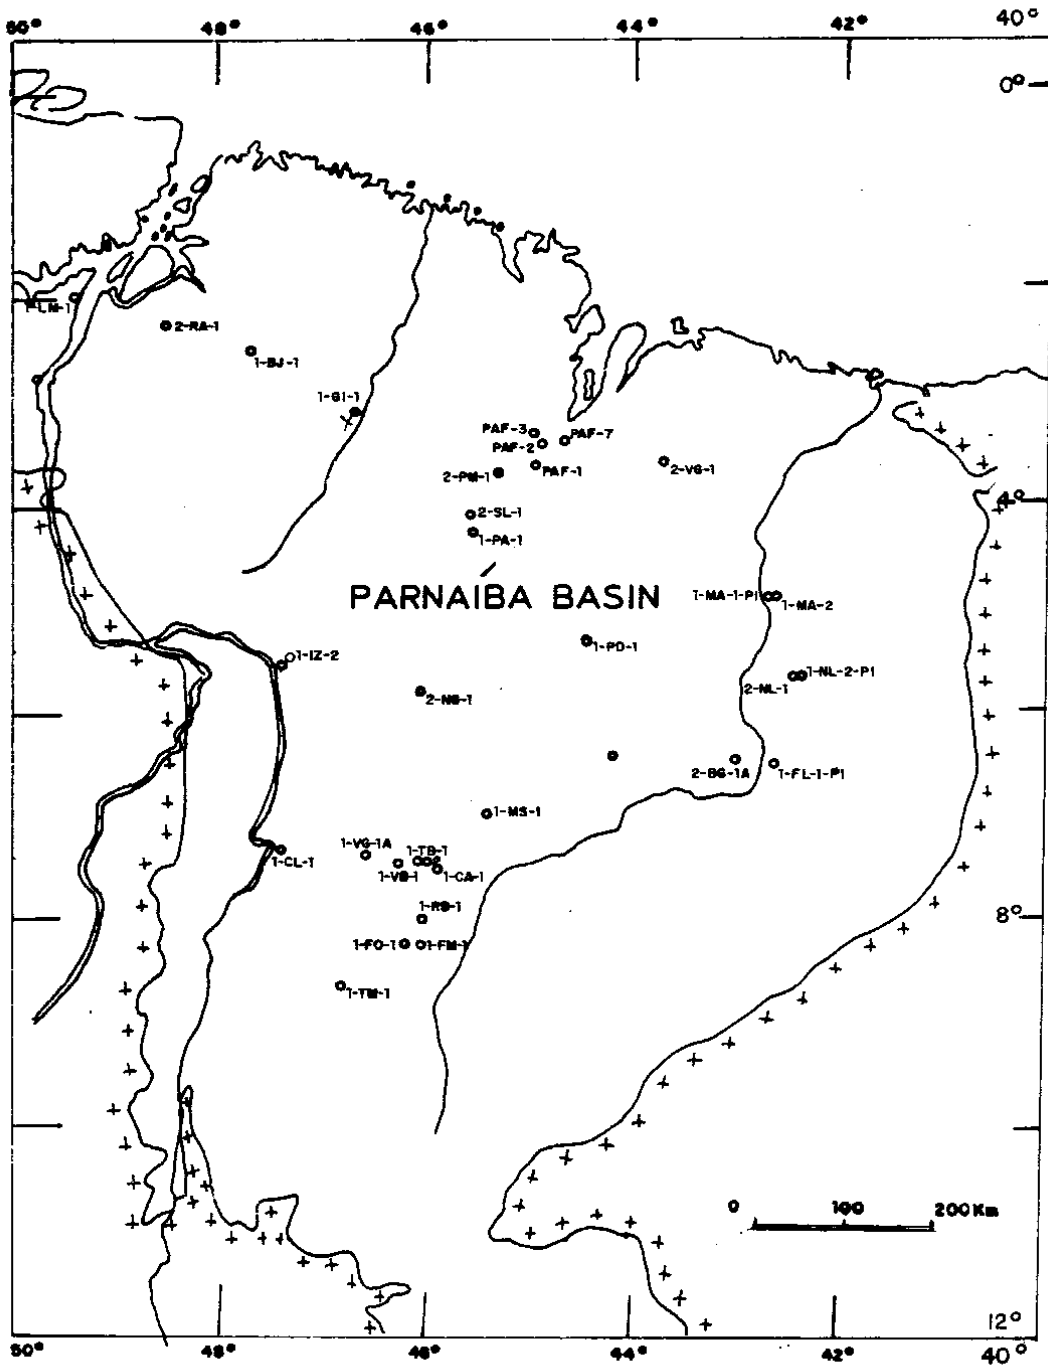 50° 48° 46° 44° 42° 40°
0°
1-LM-1
2-RA-1
1-BJ-1
1-GI-1
PAF-3 PAF-7
PAF-2
PAF-1 2-VG-1
2-PM-1
4°
2-SL-1
1-PA-1
PARNAÍBA BASIN
1-MA-1-P1 1-MA-2
1-PD-1
1-IZ-2
1-NL-2-P1
2-NL-1
2-NG-1
2-BG-1A 1-FL-1-P1
1-MS-1
1-VG-1A 1-TB-1
1-CL-1 1-VB-1 1-CA-1
1-RB-1
8°
1-FO-1 1-FM-1
1-TM-1
0 100 200 Km
12°
50° 48° 46° 44° 42° 40°